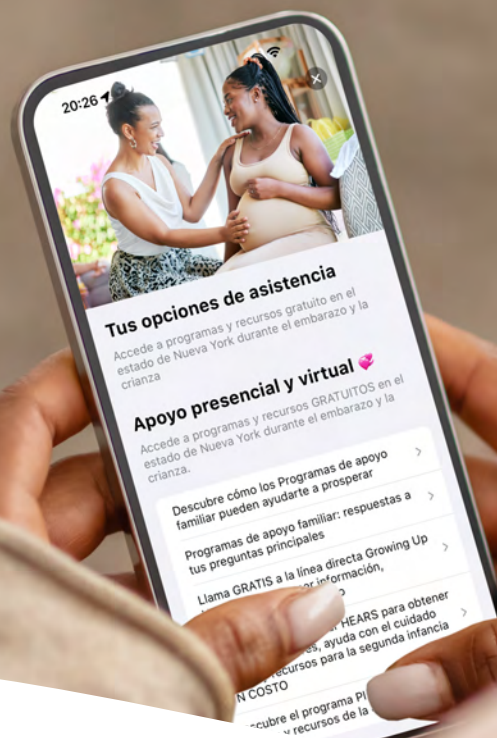 20:26
Tus opciones de asistencia
Accede a programas y recursos gratuito en el
estado de Nueva York durante el embarazo y la
crianza
Apoyo presencial y virtual 💞
Accede a programas y recursos GRATUITOS en el
estado de Nueva York durante el embarazo y la
crianza.
Descubre cómo los Programas de apoyo
familiar pueden ayudarte a prosperar
Programas de apoyo familiar: respuestas a
tus preguntas principales
Llama GRATIS a la línea directa Growing Up
información,
HEARS para obtener
ayuda con el cuidado
recursos para la segunda infancia
COSTO
el programa
y recursos de la